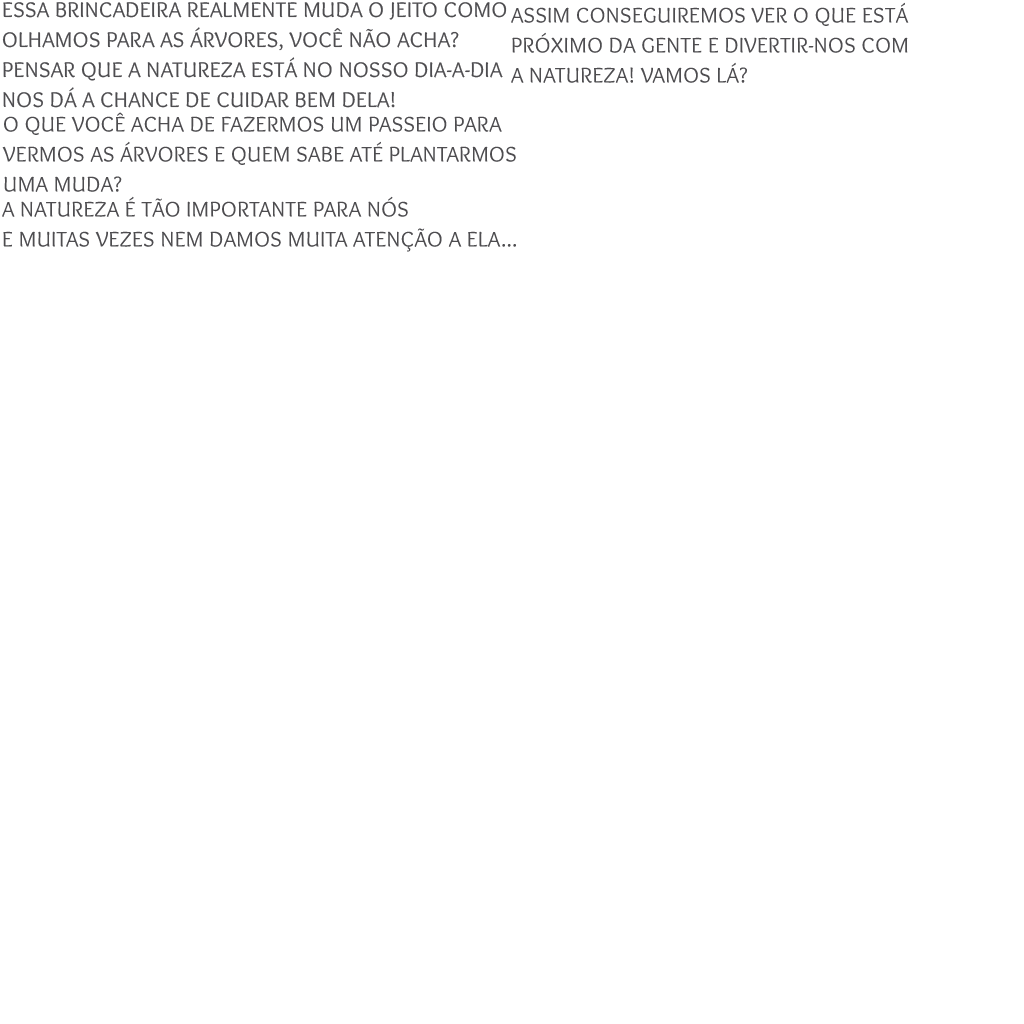 ESSA BRINCADEIRA REALMENTE MUDA O JEITO COMO
OLHAMOS PARA AS ÁRVORES, VOCÊ NÃO ACHA?
PENSAR QUE A NATUREZA ESTÁ NO NOSSO DIA-A-DIA
NOS DÁ A CHANCE DE CUIDAR BEM DELA!
O QUE VOCÊ ACHA DE FAZERMOS UM PASSEIO PARA
VERMOS AS ÁRVORES E QUEM SABE ATÉ PLANTARMOS
UMA MUDA?
A NATUREZA É TÃO IMPORTANTE PARA NÓS
E MUITAS VEZES NEM DAMOS MUITA ATENÇÃO A ELA...
ASSIM CONSEGUIREMOS VER O QUE ESTÁ
PRÓXIMO DA GENTE E DIVERTIR-NOS COM
A NATUREZA! VAMOS LÁ?